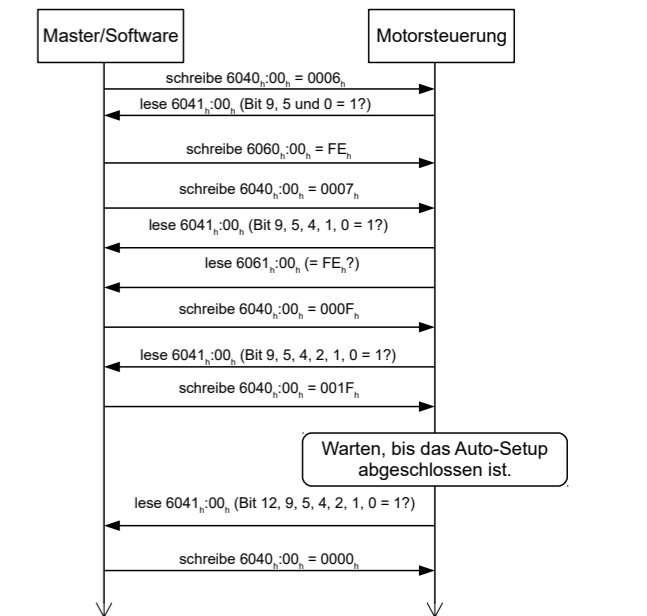 Master/Software
Motorsteuerung
schreibe 6040ₕ:00ₕ = 0006ₕ
lese 6041ₕ:00ₕ (Bit 9, 5 und 0 = 1?)
schreibe 6060ₕ:00ₕ = FEₕ
schreibe 6040ₕ:00ₕ = 0007ₕ
lese 6041ₕ:00ₕ (Bit 9, 5, 4, 1, 0 = 1?)
lese 6061ₕ:00ₕ (= FEₕ?)
schreibe 6040ₕ:00ₕ = 000Fₕ
lese 6041ₕ:00ₕ (Bit 9, 5, 4, 2, 1, 0 = 1?)
schreibe 6040ₕ:00ₕ = 001Fₕ
Warten, bis das Auto-Setup
abgeschlossen ist.
lese 6041ₕ:00ₕ (Bit 12, 9, 5, 4, 2, 1, 0 = 1?)
schreibe 6040ₕ:00ₕ = 0000ₕ